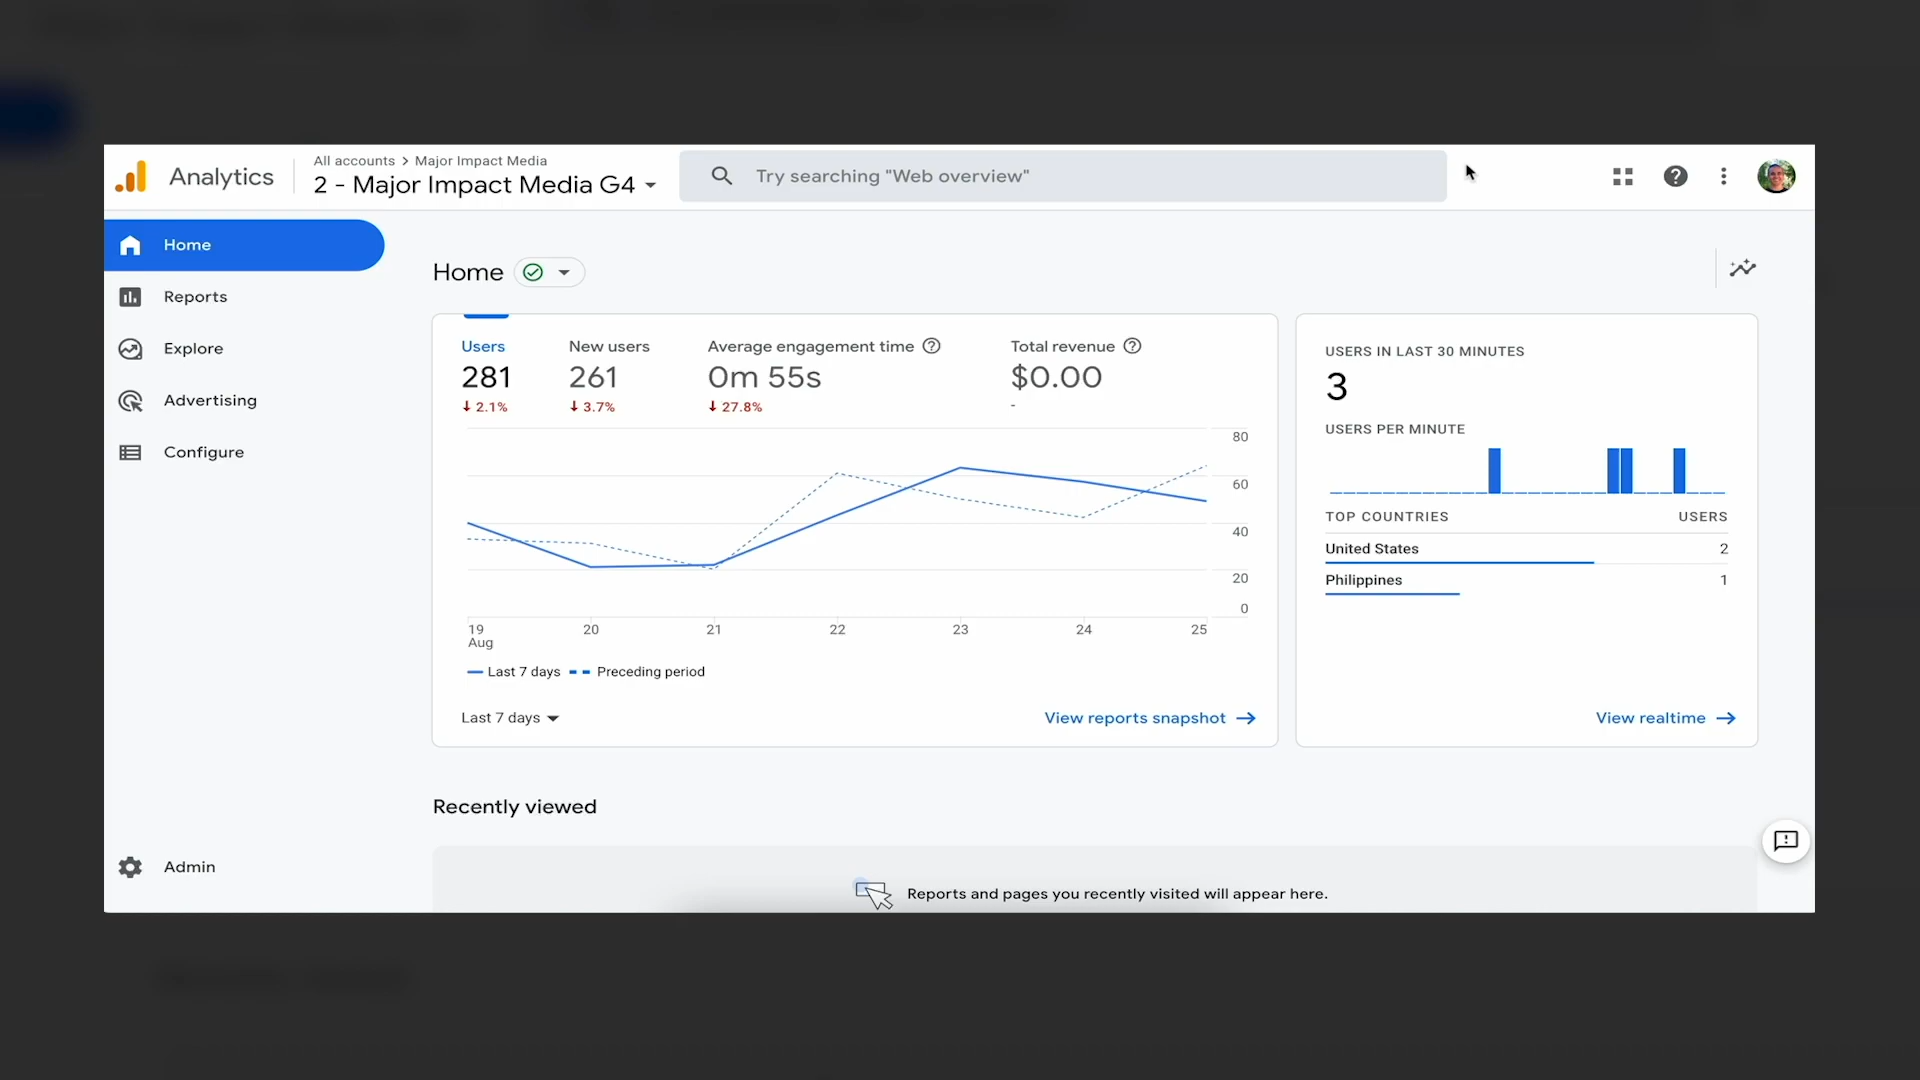 Analytics
All accounts > Major Impact Media
2 - Major Impact Media G4
Try searching "Web overview"
Home
Reports
Explore
Advertising
Configure
Admin
Home
Users
281
2.1%
New users
261
3.7%
Average engagement time
0m 55s
27.8%
Total revenue
$0.00
-
80
60
40
20
0
19
Aug
20
21
22
23
24
25
Last 7 days
Preceding period
Last 7 days
View reports snapshot
USERS IN LAST 30 MINUTES
3
USERS PER MINUTE
TOP COUNTRIES USERS
United States 2
Philippines 1
View realtime
Recently viewed
Reports and pages you recently visited will appear here.